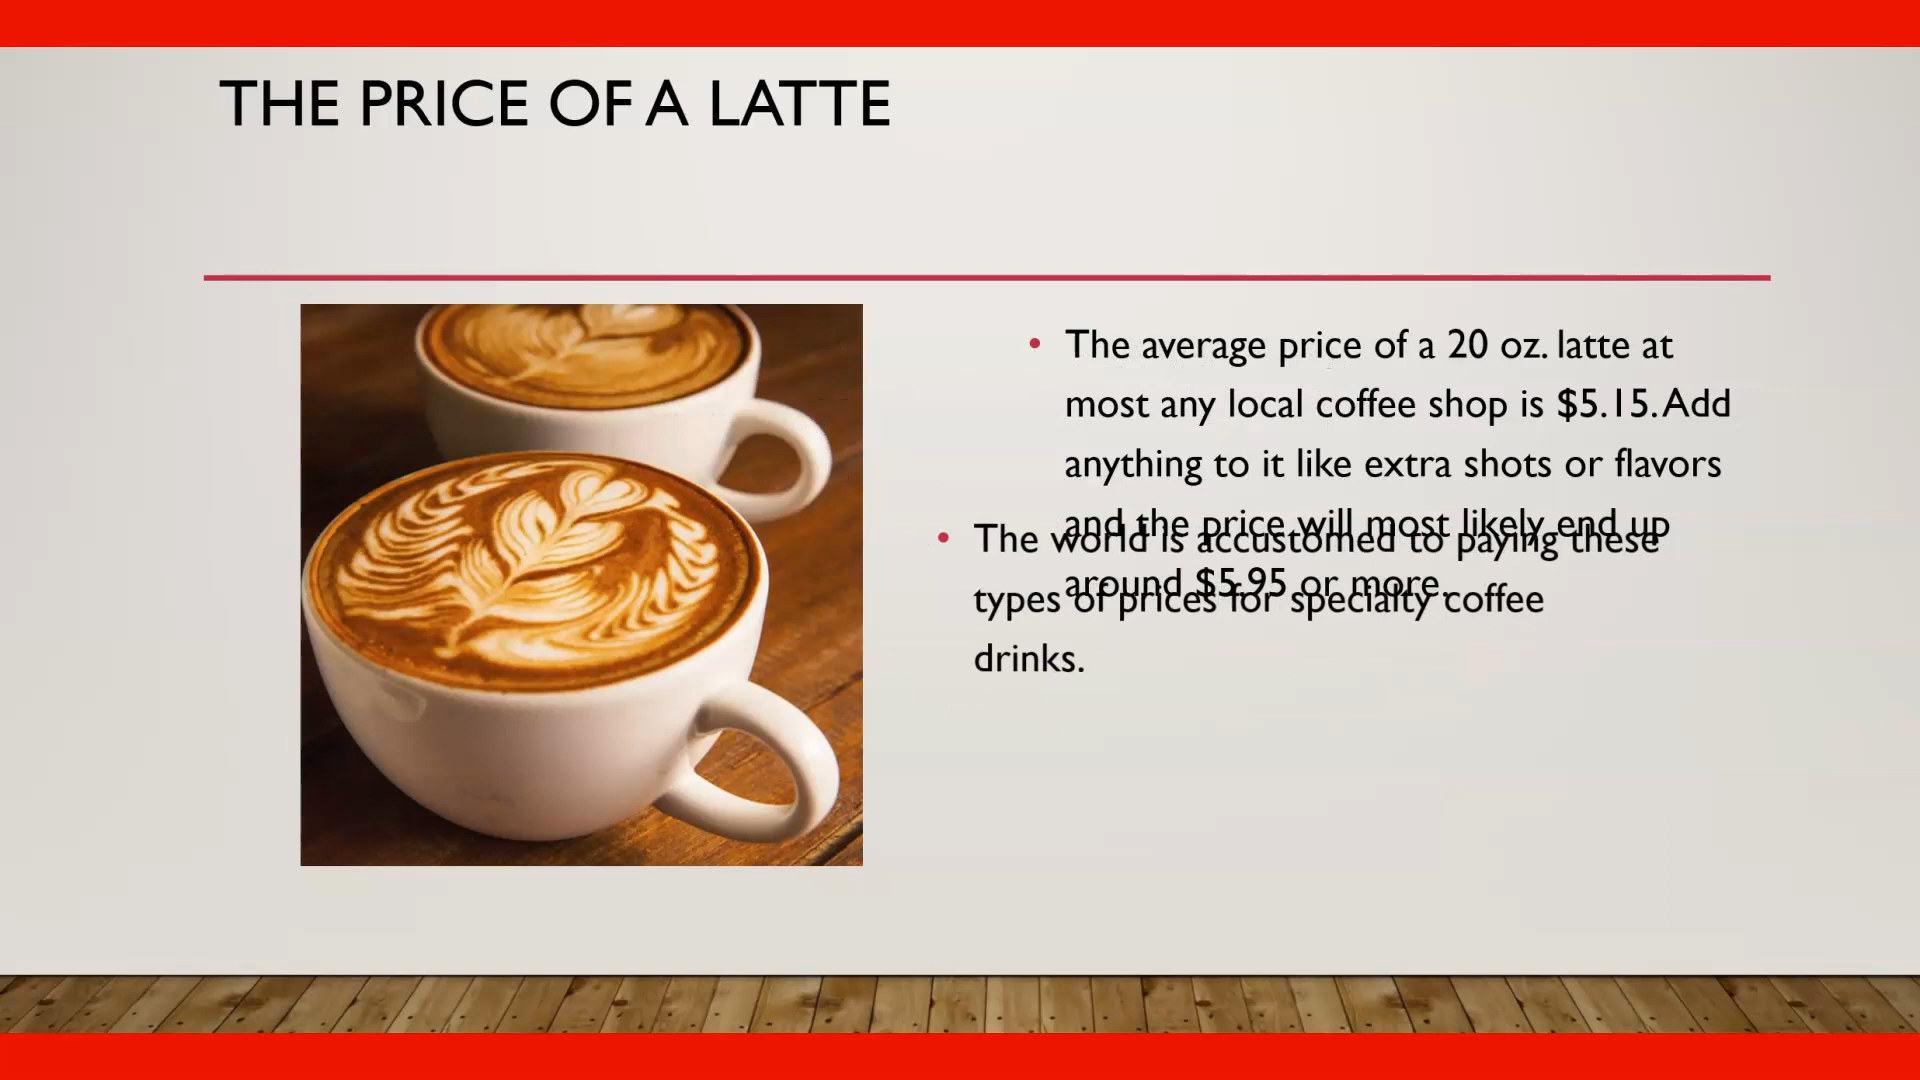 THE PRICE OF A LATTE
• The average price of a 20 oz. latte at
most any local coffee shop is $5.15. Add
anything to it like extra shots or flavors
and the price will most likely end up
around $5.95 or more.
• The world is accustomed to paying these
types of prices for specialty coffee
drinks.